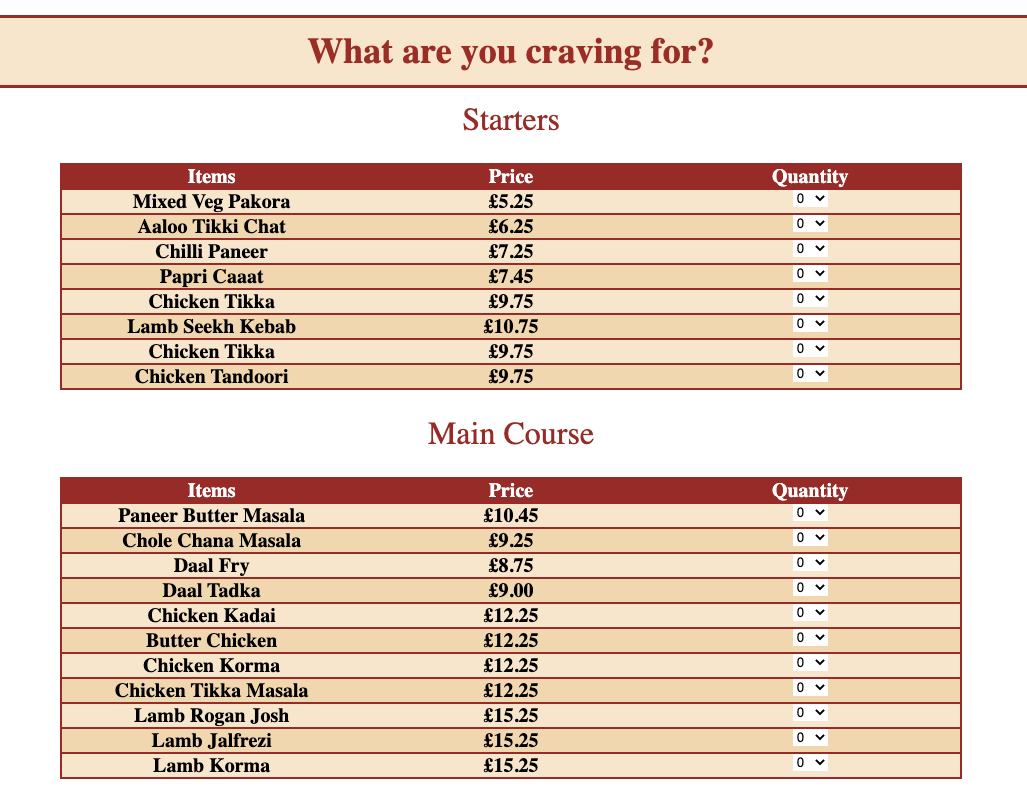 What are you craving for?
Starters
Items Price Quantity
Mixed Veg Pakora £5.25 0
Aaloo Tikki Chat £6.25 0
Chilli Paneer £7.25 0
Papri Caaat £7.45 0
Chicken Tikka £9.75 0
Lamb Seekh Kebab £10.75 0
Chicken Tikka £9.75 0
Chicken Tandoori £9.75 0
Main Course
Items Price Quantity
Paneer Butter Masala £10.45 0
Chole Chana Masala £9.25 0
Daal Fry £8.75 0
Daal Tadka £9.00 0
Chicken Kadai £12.25 0
Butter Chicken £12.25 0
Chicken Korma £12.25 0
Chicken Tikka Masala £12.25 0
Lamb Rogan Josh £15.25 0
Lamb Jalfrezi £15.25 0
Lamb Korma £15.25 0